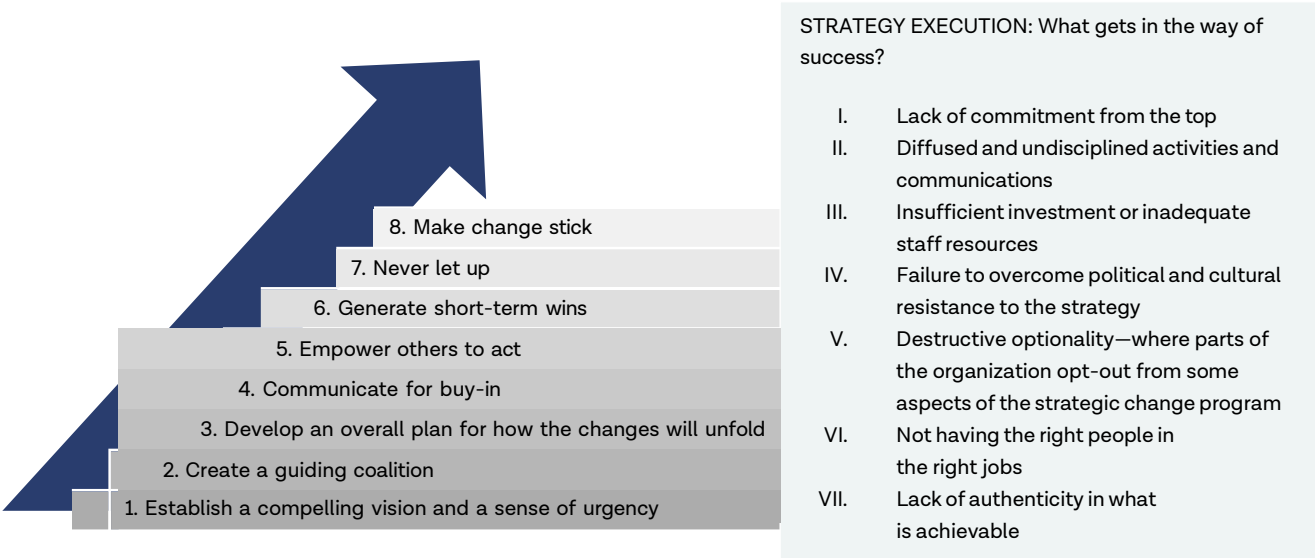 8. Make change stick
7. Never let up
6. Generate short-term wins
5. Empower others to act
4. Communicate for buy-in
3. Develop an overall plan for how the changes will unfold
2. Create a guiding coalition
1. Establish a compelling vision and a sense of urgency
STRATEGY EXECUTION: What gets in the way of
success?
I. Lack of commitment from the top
II. Diffused and undisciplined activities and
communications
III. Insufficient investment or inadequate
staff resources
IV. Failure to overcome political and cultural
resistance to the strategy
V. Destructive optionality—where parts of
the organization opt-out from some
aspects of the strategic change program
VI. Not having the right people in
the right jobs
VII. Lack of authenticity in what
is achievable